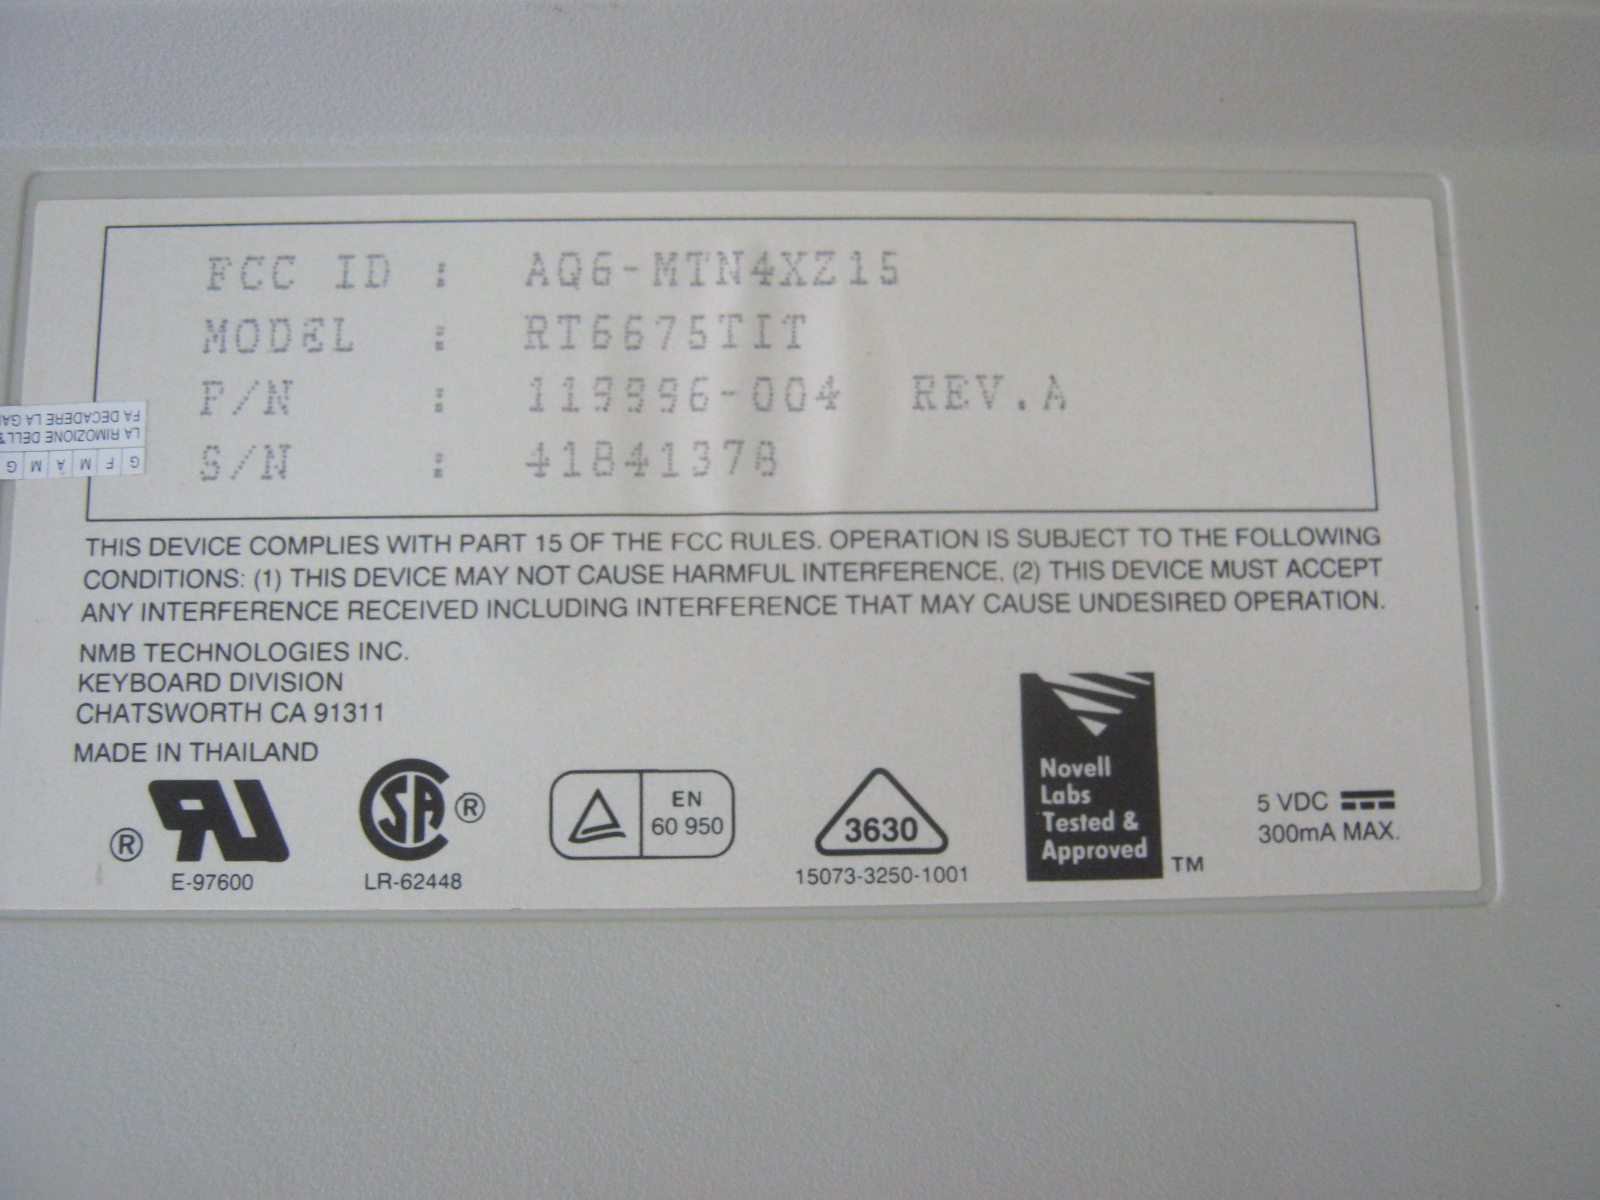 FCC ID : AQ6-MTN4XZ15
MODEL : RT6675TIT
P/N : 119996-004 REV.A
S/N : 41841378
FA DECADERE LA GA
LA RIMOZIONE DELL'
G F M A M G
THIS DEVICE COMPLIES WITH PART 15 OF THE FCC RULES. OPERATION IS SUBJECT TO THE FOLLOWING
CONDITIONS: (1) THIS DEVICE MAY NOT CAUSE HARMFUL INTERFERENCE, (2) THIS DEVICE MUST ACCEPT
ANY INTERFERENCE RECEIVED INCLUDING INTERFERENCE THAT MAY CAUSE UNDESIRED OPERATION.
NMB TECHNOLOGIES INC.
KEYBOARD DIVISION
CHATSWORTH CA 91311
MADE IN THAILAND
® UR
E-97600
SA ®
LR-62448
EN
60 950
3630
15073-3250-1001
Novell
Labs
Tested &
Approved
TM
5 VDC
300mA MAX.